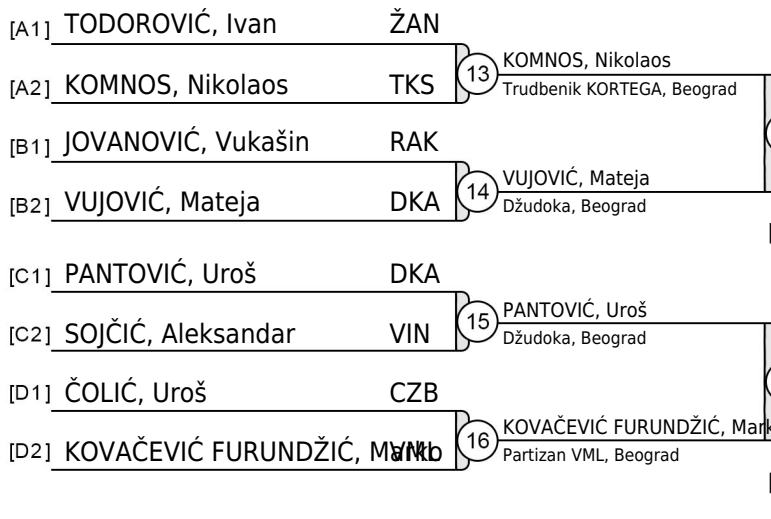 [A1] TODOROVIĆ, Ivan ŽAN
[A2] KOMNOS, Nikolaos TKS
13 KOMNOS, Nikolaos
Trudbenik KORTEGA, Beograd
[B1] JOVANOVIĆ, Vukašin RAK
[B2] VUJOVIĆ, Mateja DKA
14 VUJOVIĆ, Mateja
Džudoka, Beograd
[C1] PANTOVIĆ, Uroš DKA
[C2] SOJČIĆ, Aleksandar VIN
15 PANTOVIĆ, Uroš
Džudoka, Beograd
[D1] ČOLIĆ, Uroš CZB
[D2] KOVAČEVIĆ FURUNDŽIĆ, Marko VML
16 KOVAČEVIĆ FURUNDŽIĆ, Mark
Partizan VML, Beograd